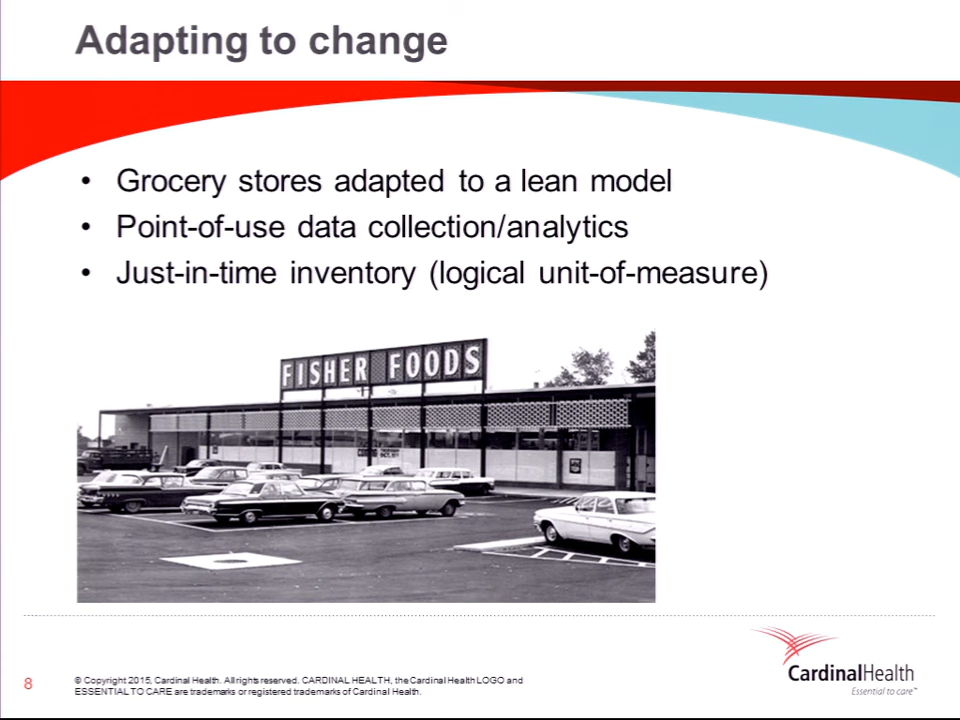 Adapting to change
• Grocery stores adapted to a lean model
• Point-of-use data collection/analytics
• Just-in-time inventory (logical unit-of-measure)
FISHER FOODS
COMING
8
© Copyright 2015, Cardinal Health. All rights reserved. CARDINAL HEALTH, the Cardinal Health LOGO and
ESSENTIAL TO CARE are trademarks or registered trademarks of Cardinal Health.
CardinalHealth
Essential to care™